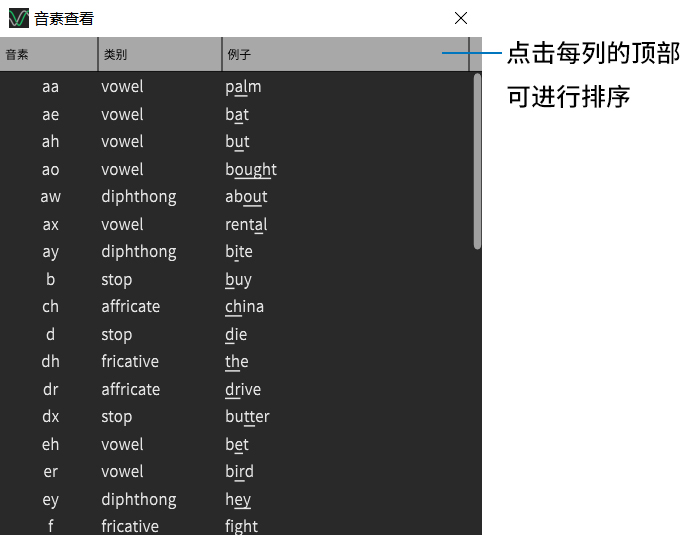 音素查看
音素 类别 例子
点击每列的顶部
可进行排序
aa vowel palm
ae vowel bat
ah vowel but
ao vowel bought
aw diphthong about
ax vowel rental
ay diphthong bite
b stop buy
ch affricate china
d stop die
dh fricative the
dr affricate drive
dx stop butter
eh vowel bet
er vowel bird
ey diphthong hey
f fricative fight